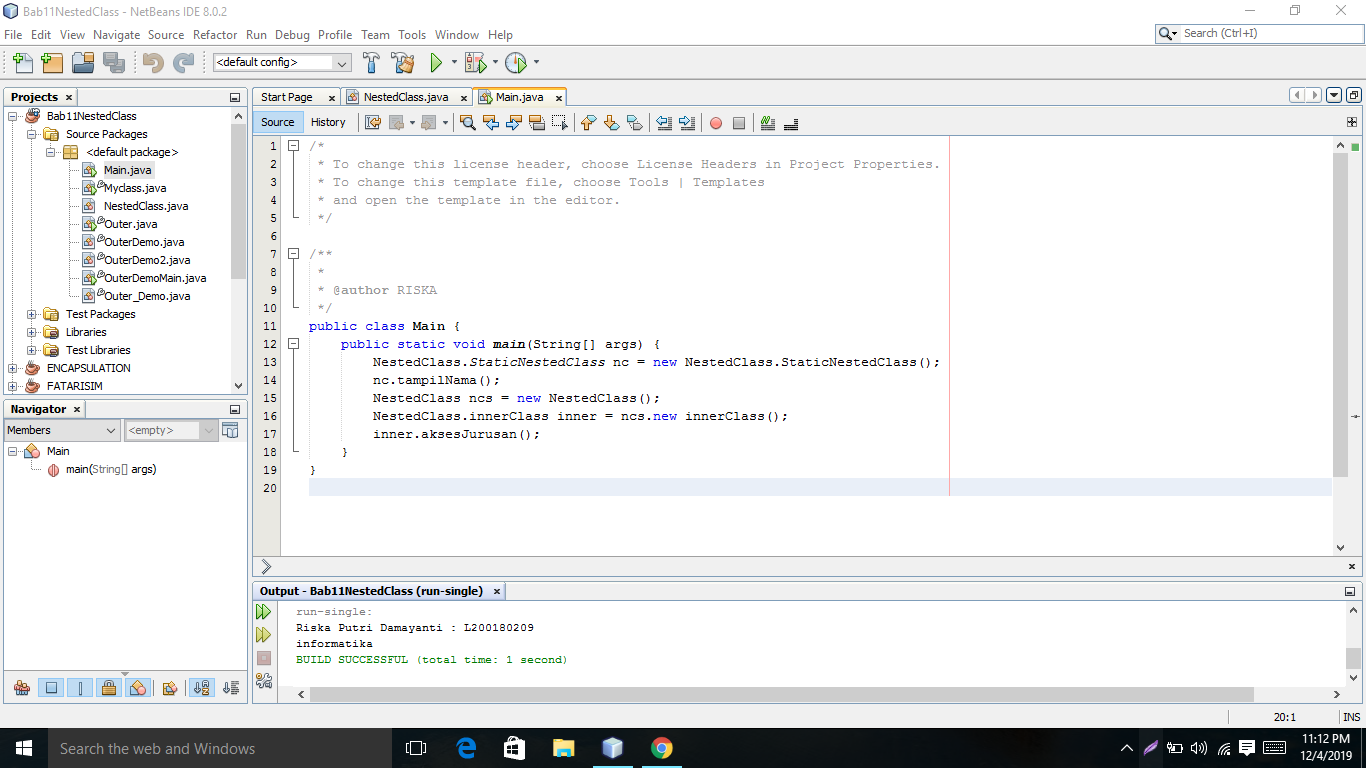 Bab11NestedClass - NetBeans IDE 8.0.2
File Edit View Navigate Source Refactor Run Debug Profile Team Tools Window Help
Search (Ctrl+I)
<default config>
Projects
Bab11NestedClass
Source Packages
<default package>
Main.java
Myclass.java
NestedClass.java
Outer.java
OuterDemo.java
OuterDemo2.java
OuterDemoMain.java
Outer_Demo.java
Test Packages
Libraries
Test Libraries
ENCAPSULATION
FATARISIM
Navigator
Members <empty>
Main
main(String[] args)
Start Page NestedClass.java Main.java
Source History
1 /*
2  * To change this license header, choose License Headers in Project Properties.
3  * To change this template file, choose Tools | Templates
4  * and open the template in the editor.
5  */
6
7 /**
8  *
9  * @author RISKA
10  */
11 public class Main {
12     public static void main(String[] args) {
13         NestedClass.StaticNestedClass nc = new NestedClass.StaticNestedClass();
14         nc.tampilNama();
15         NestedClass ncs = new NestedClass();
16         NestedClass.innerClass inner = ncs.new innerClass();
17         inner.aksesJurusan();
18     }
19 }
20
Output - Bab11NestedClass (run-single)
run-single:
Riska Putri Damayanti : L200180209
informatika
BUILD SUCCESSFUL (total time: 1 second)
20:1 INS
Search the web and Windows
11:12 PM
12/4/2019